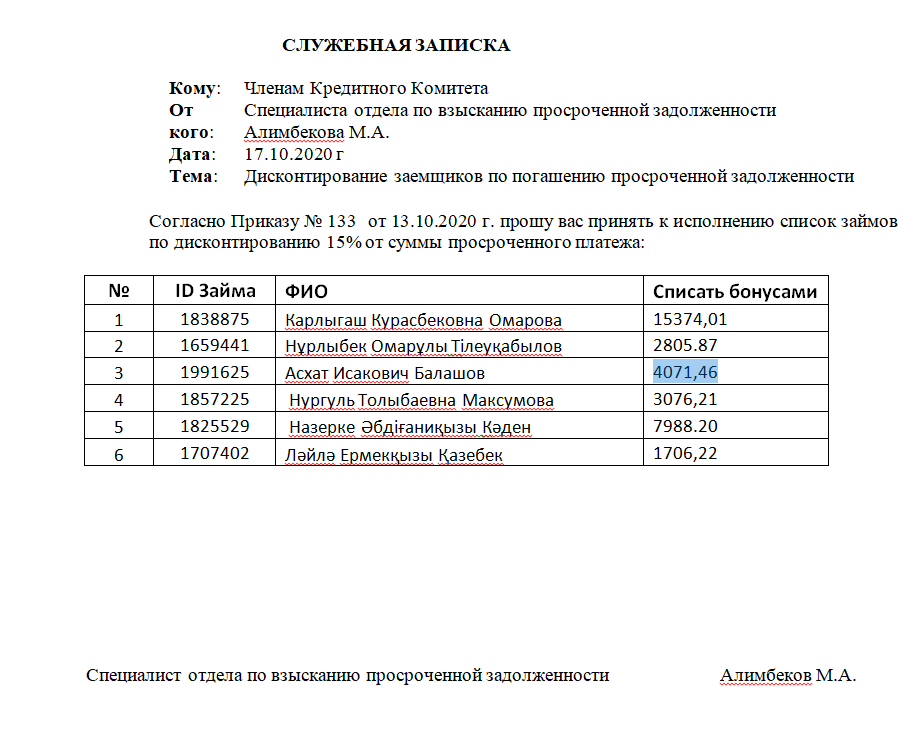 СЛУЖЕБНАЯ ЗАПИСКА
Кому: Членам Кредитного Комитета
От Специалиста отдела по взысканию просроченной задолженности
кого: Алимбекова М.А.
Дата: 17.10.2020 г
Тема: Дисконтирование заемщиков по погашению просроченной задолженности
Согласно Приказу № 133 от 13.10.2020 г. прошу вас принять к исполнению список займов
по дисконтированию 15% от суммы просроченного платежа:
№ ID Займа ФИО Списать бонусами
1 1838875 Карлыгаш Курасбековна Омарова 15374,01
2 1659441 Нұрлыбек Омарұлы Тілеуқабылов 2805.87
3 1991625 Асхат Исакович Балашов 4071,46
4 1857225 Нургуль Толыбаевна Максумова 3076,21
5 1825529 Назерке Әбдіғаниқызы Қәден 7988.20
6 1707402 Ләйлә Ермекқызы Қазебек 1706,22
Специалист отдела по взысканию просроченной задолженности Алимбеков М.А.